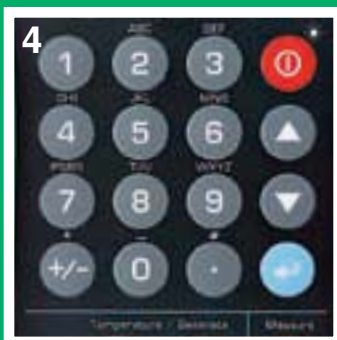 4
ABC DEF
1 2 3
GHI JKL MNO
4 5 6
PQRS TUV WXYZ
7 8 9
+/- 0 .
Temperature / Measure